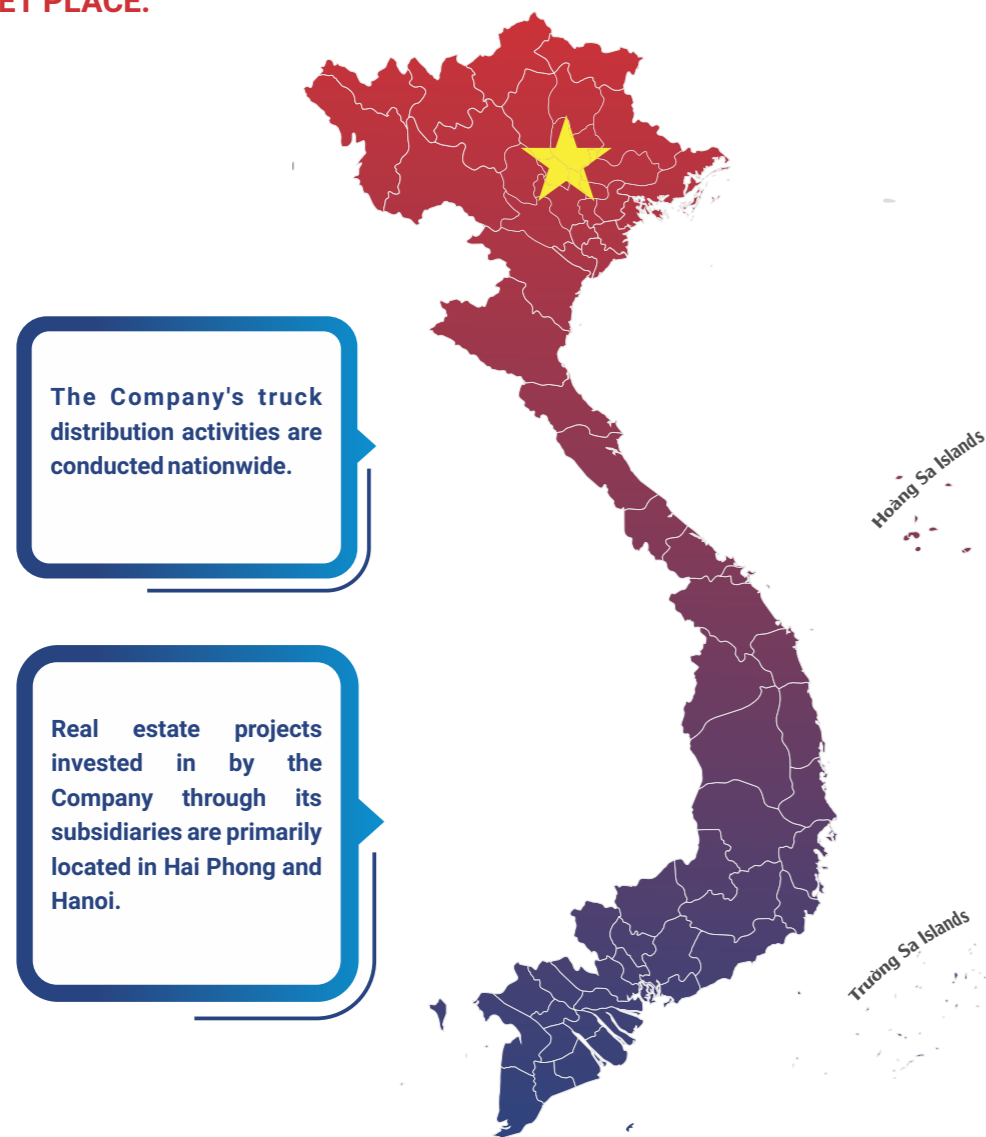 ET PLACE.
The Company's truck
distribution activities are
conducted nationwide.
Hoàng Sa Islands
Real estate projects
invested in by the
Company through its
subsidiaries are primarily
located in Hai Phong and
Hanoi.
Trường Sa Islands